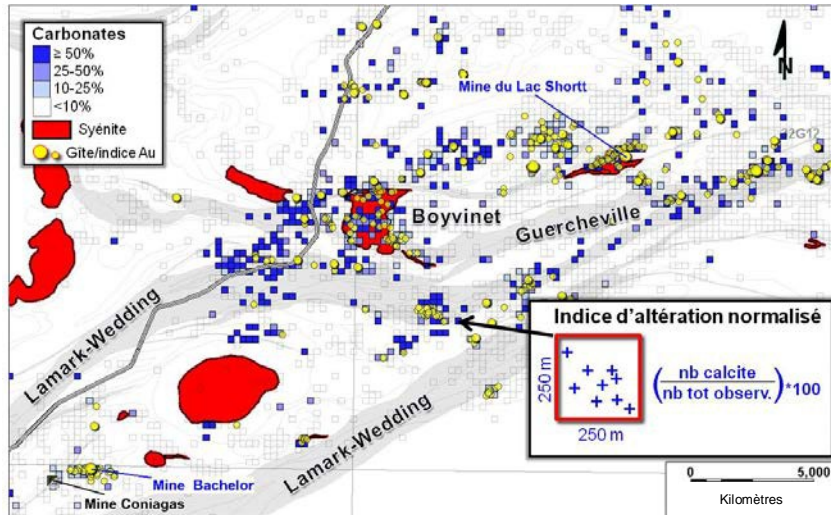 Carbonates
≥ 50%
25-50%
10-25%
<10%
Syénite
Gîte/indice Au
N
Mine du Lac Shortt
Boyvinet
Guercheville
Lamark-Wedding
Lamark-Wedding
Indice d'altération normalisé
250 m
250 m
(nb calcite
nb tot observ.) *100
Mine Bachelor
Mine Coniagas
0 5,000
Kilomètres